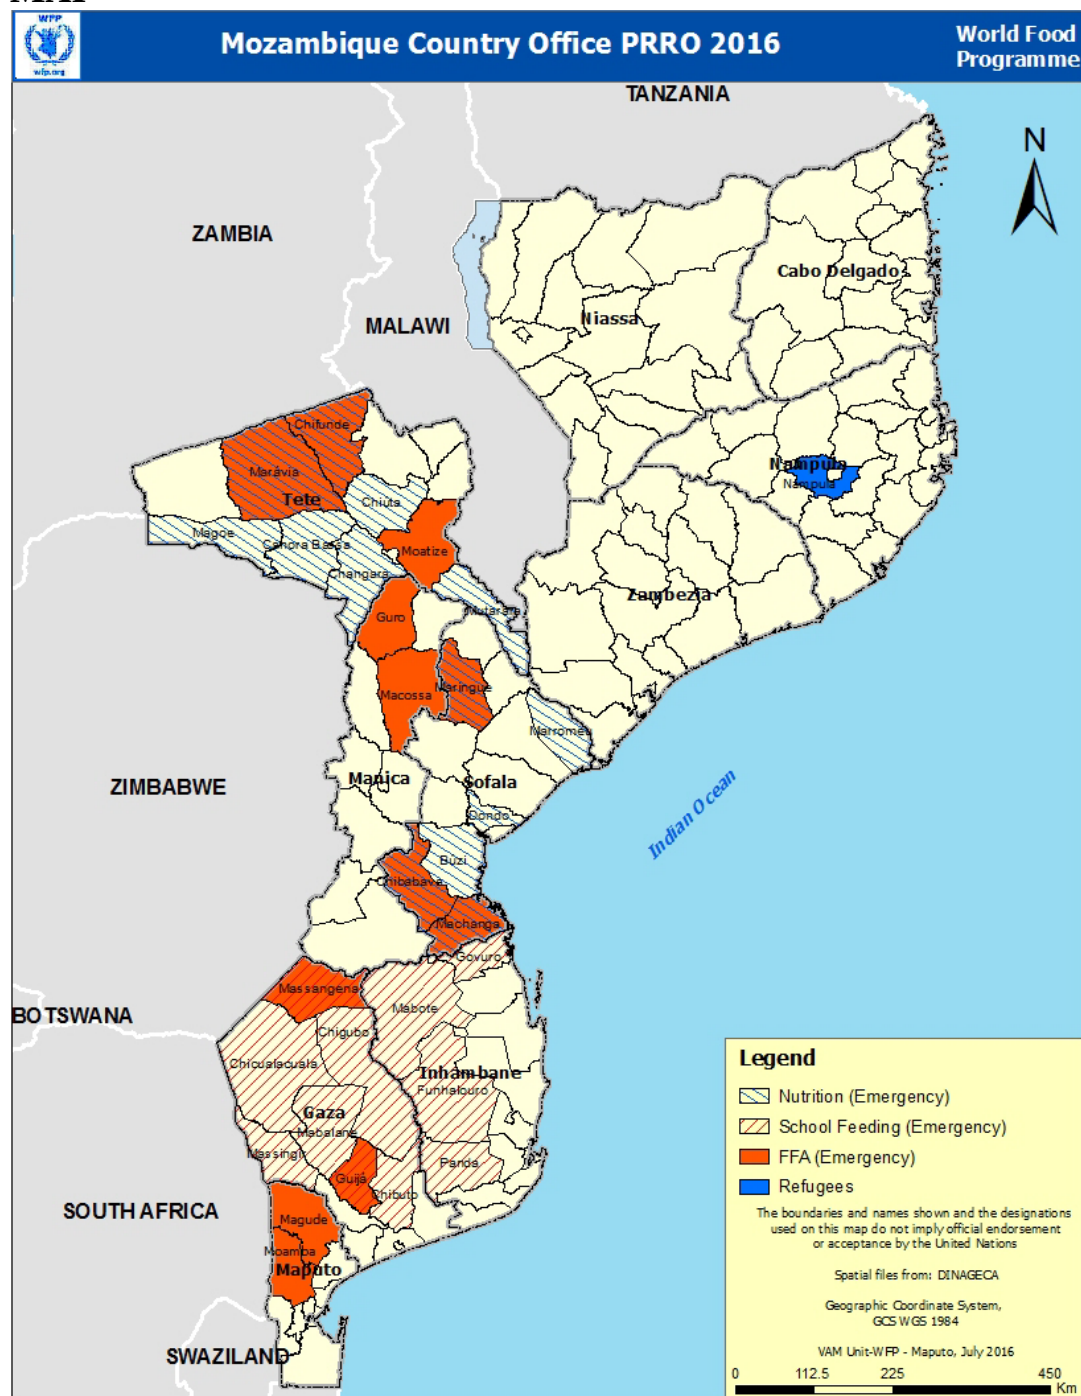 MAP
WFP
wfp.org
Mozambique Country Office PRRO 2016
World Food
Programme
TANZANIA
N
ZAMBIA
Cabo Delgado
Niassa
MALAWI
Chifunde
Marávia
Nampula
Nampula
Tete
Chiuta
Magoe
Cahora Bassa
Moatize
Changara
Zambezia
Mutarara
Guro
Maringue
Macossa
Marromeu
Manica
Sofala
ZIMBABWE
Dondo
Indian Ocean
Buzi
Chibabava
Machanga
Govuro
Massangena
Mabote
BOTSWANA
Chigubo
Chicualacuala
Inhambane
Funhalouro
Gaza
Mabalane
Massingir
Panda
Guijá
Chibuto
SOUTH AFRICA
Magude
Moamba
Maputo
SWAZILAND
Legend
Nutrition (Emergency)
School Feeding (Emergency)
FFA (Emergency)
Refugees
The boundaries and names shown and the designations
used on this map do not imply official endorsement
or acceptance by the United Nations
Spatial files from: DINAGECA
Geographic Coordinate System,
GCS WGS 1984
VAM Unit-WFP - Maputo, July 2016
0 112.5 225 450
Km